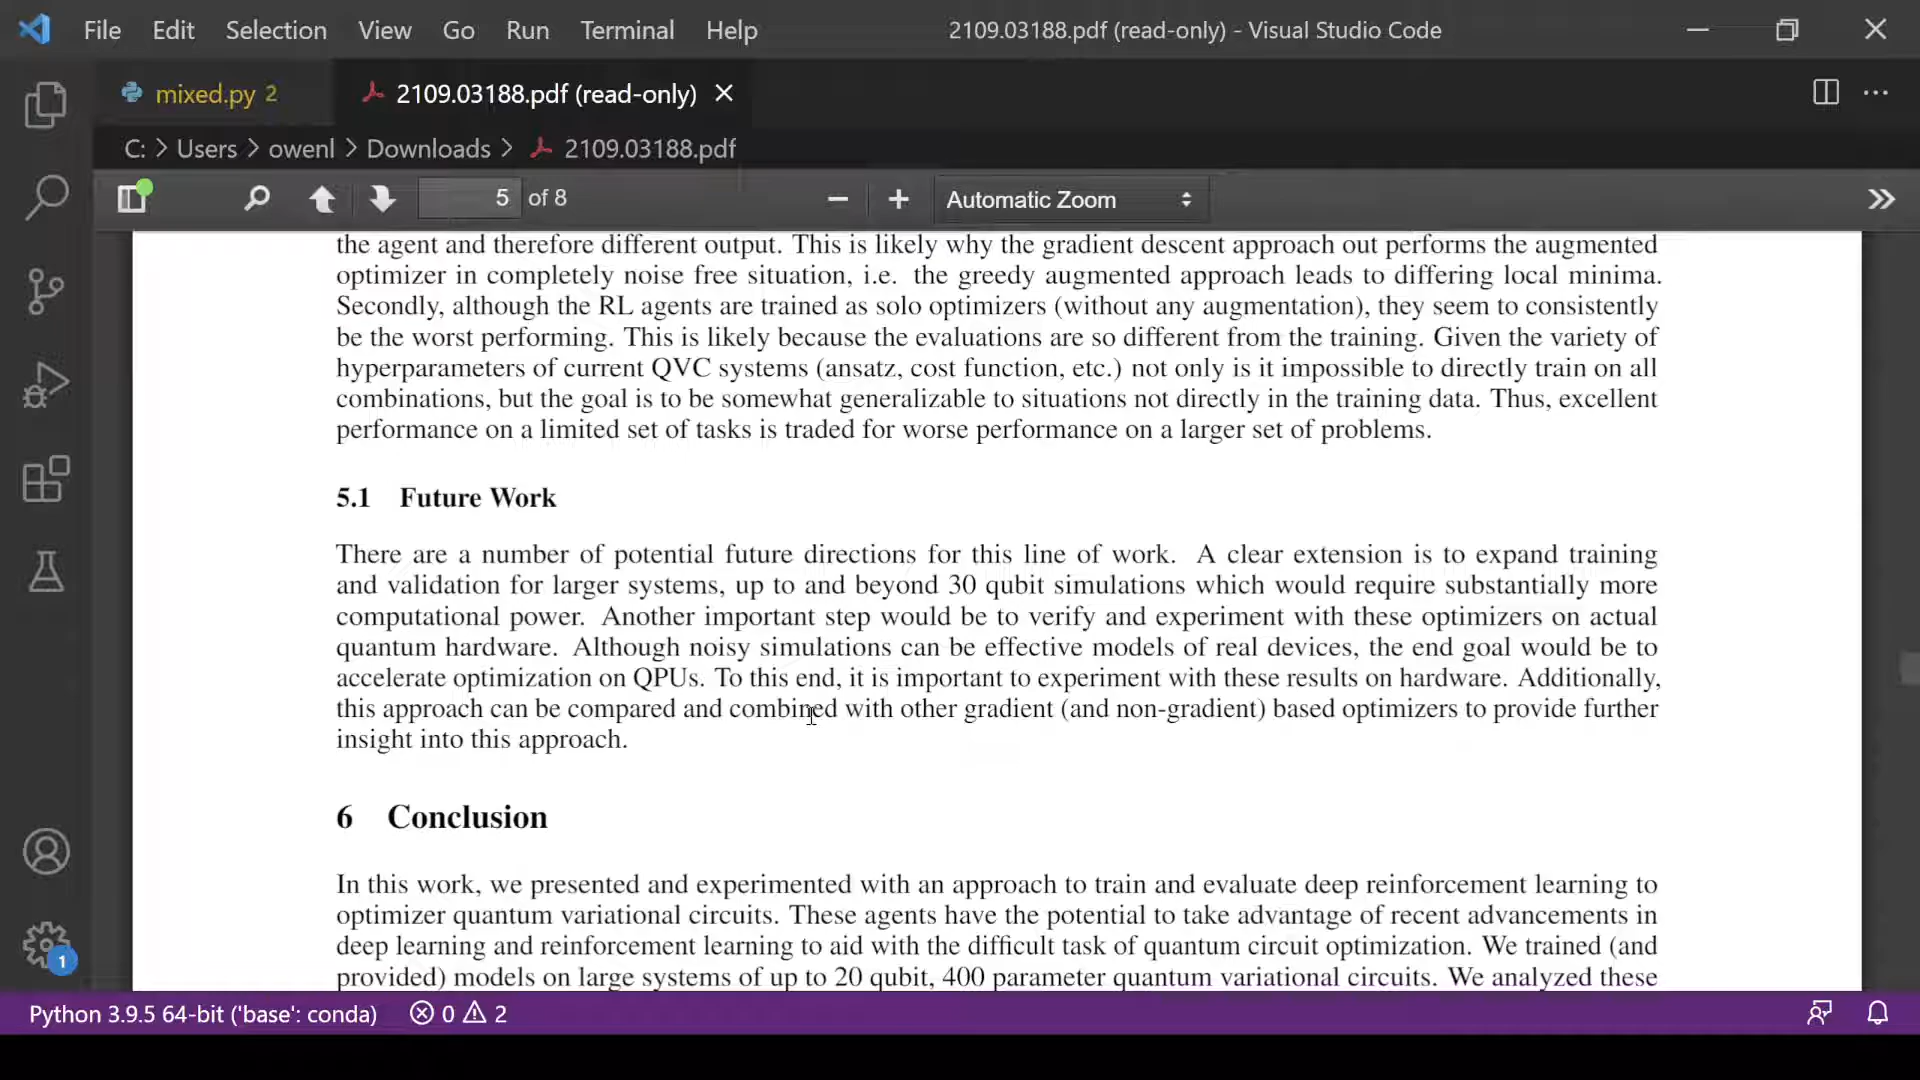 File Edit Selection View Go Run Terminal Help 2109.03188.pdf (read-only) - Visual Studio Code
mixed.py 2 2109.03188.pdf (read-only)
C: > Users > owenl > Downloads > 2109.03188.pdf
5 of 8 Automatic Zoom
the agent and therefore different output. This is likely why the gradient descent approach out performs the augmented
optimizer in completely noise free situation, i.e. the greedy augmented approach leads to differing local minima.
Secondly, although the RL agents are trained as solo optimizers (without any augmentation), they seem to consistently
be the worst performing. This is likely because the evaluations are so different from the training. Given the variety of
hyperparameters of current QVC systems (ansatz, cost function, etc.) not only is it impossible to directly train on all
combinations, but the goal is to be somewhat generalizable to situations not directly in the training data. Thus, excellent
performance on a limited set of tasks is traded for worse performance on a larger set of problems.
5.1 Future Work
There are a number of potential future directions for this line of work. A clear extension is to expand training
and validation for larger systems, up to and beyond 30 qubit simulations which would require substantially more
computational power. Another important step would be to verify and experiment with these optimizers on actual
quantum hardware. Although noisy simulations can be effective models of real devices, the end goal would be to
accelerate optimization on QPUs. To this end, it is important to experiment with these results on hardware. Additionally,
this approach can be compared and combined with other gradient (and non-gradient) based optimizers to provide further
insight into this approach.
6 Conclusion
In this work, we presented and experimented with an approach to train and evaluate deep reinforcement learning to
optimizer quantum variational circuits. These agents have the potential to take advantage of recent advancements in
deep learning and reinforcement learning to aid with the difficult task of quantum circuit optimization. We trained (and
provided) models on large systems of up to 20 qubit, 400 parameter quantum variational circuits. We analyzed these
1
Python 3.9.5 64-bit ('base': conda) 0 2